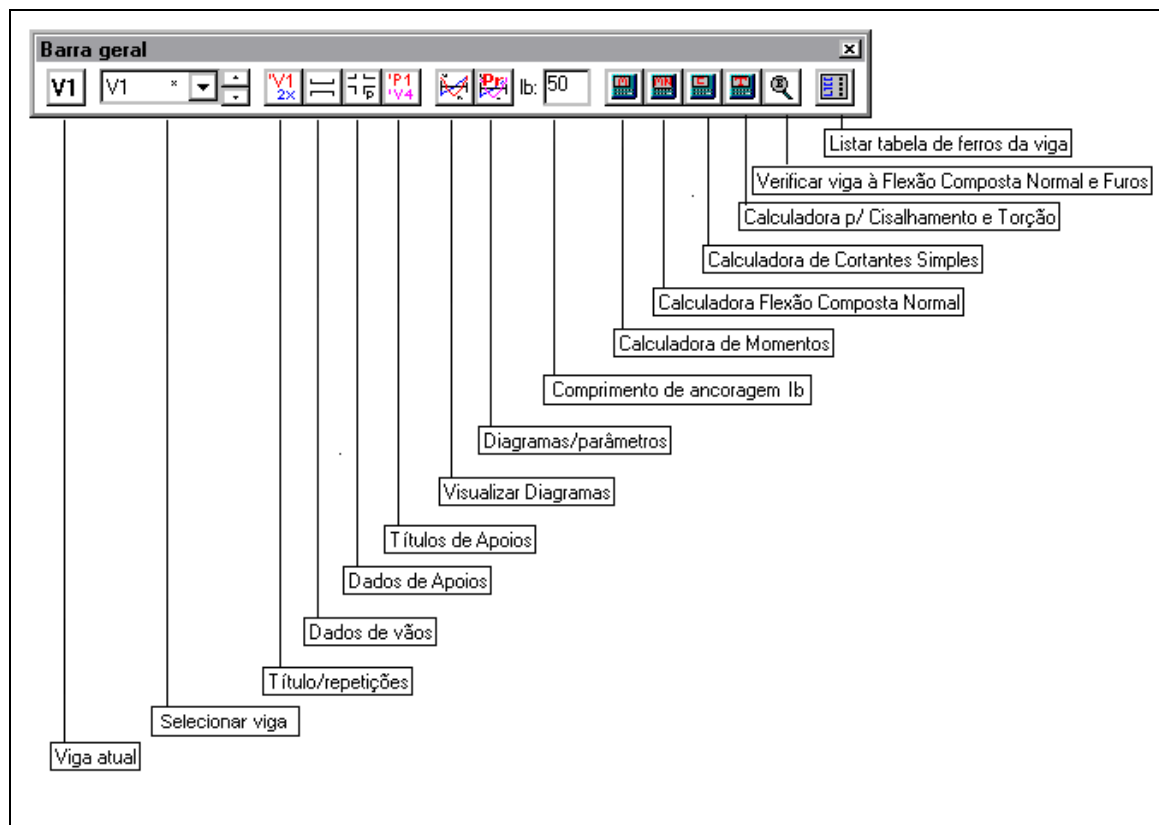 Barra geral
V1 V1 * 'V1 2x 'P1 'V4 Pr lb: 50
Listar tabela de ferros da viga
Verificar viga à Flexão Composta Normal e Furos
Calculadora p/ Cisalhamento e Torção
Calculadora de Cortantes Simples
Calculadora Flexão Composta Normal
Calculadora de Momentos
Comprimento de ancoragem lb
Diagramas/parâmetros
Visualizar Diagramas
Títulos de Apoios
Dados de Apoios
Dados de vãos
Título/repetições
Selecionar viga
Viga atual